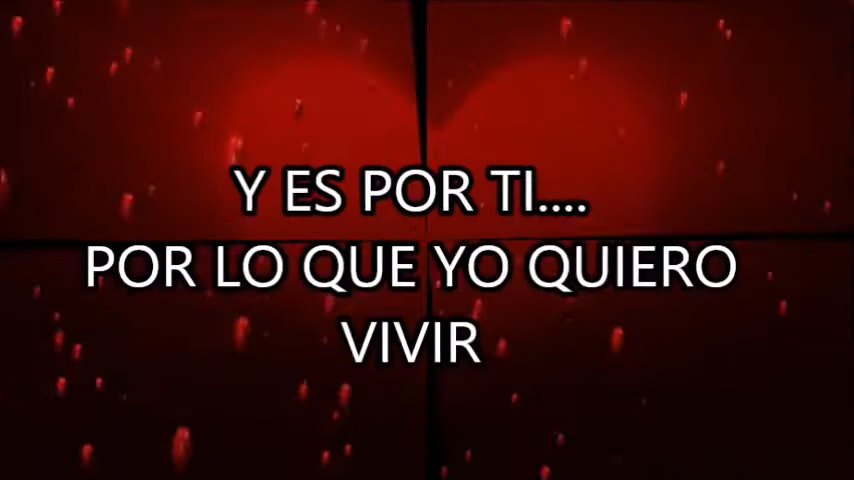 Y ES POR TI....
POR LO QUE YO QUIERO
VIVIR